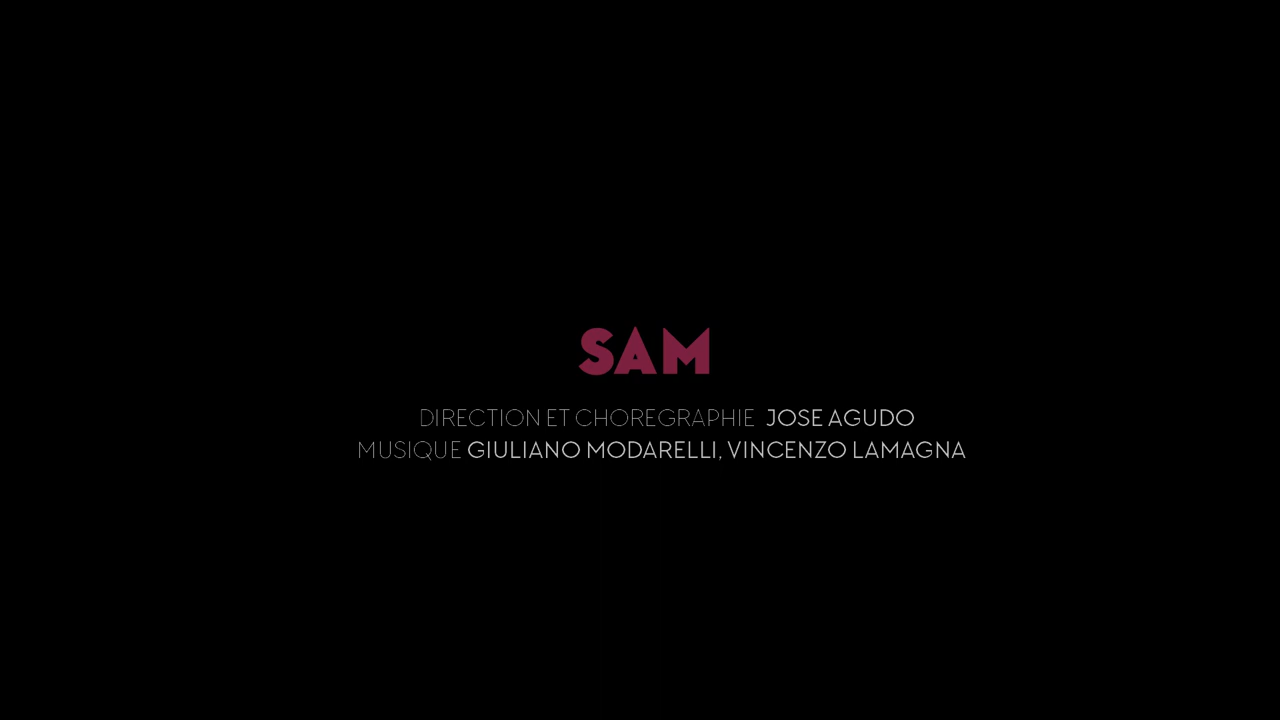 SAM
DIRECTION ET CHOREGRAPHIE JOSE AGUDO
MUSIQUE GIULIANO MODARELLI, VINCENZO LAMAGNA